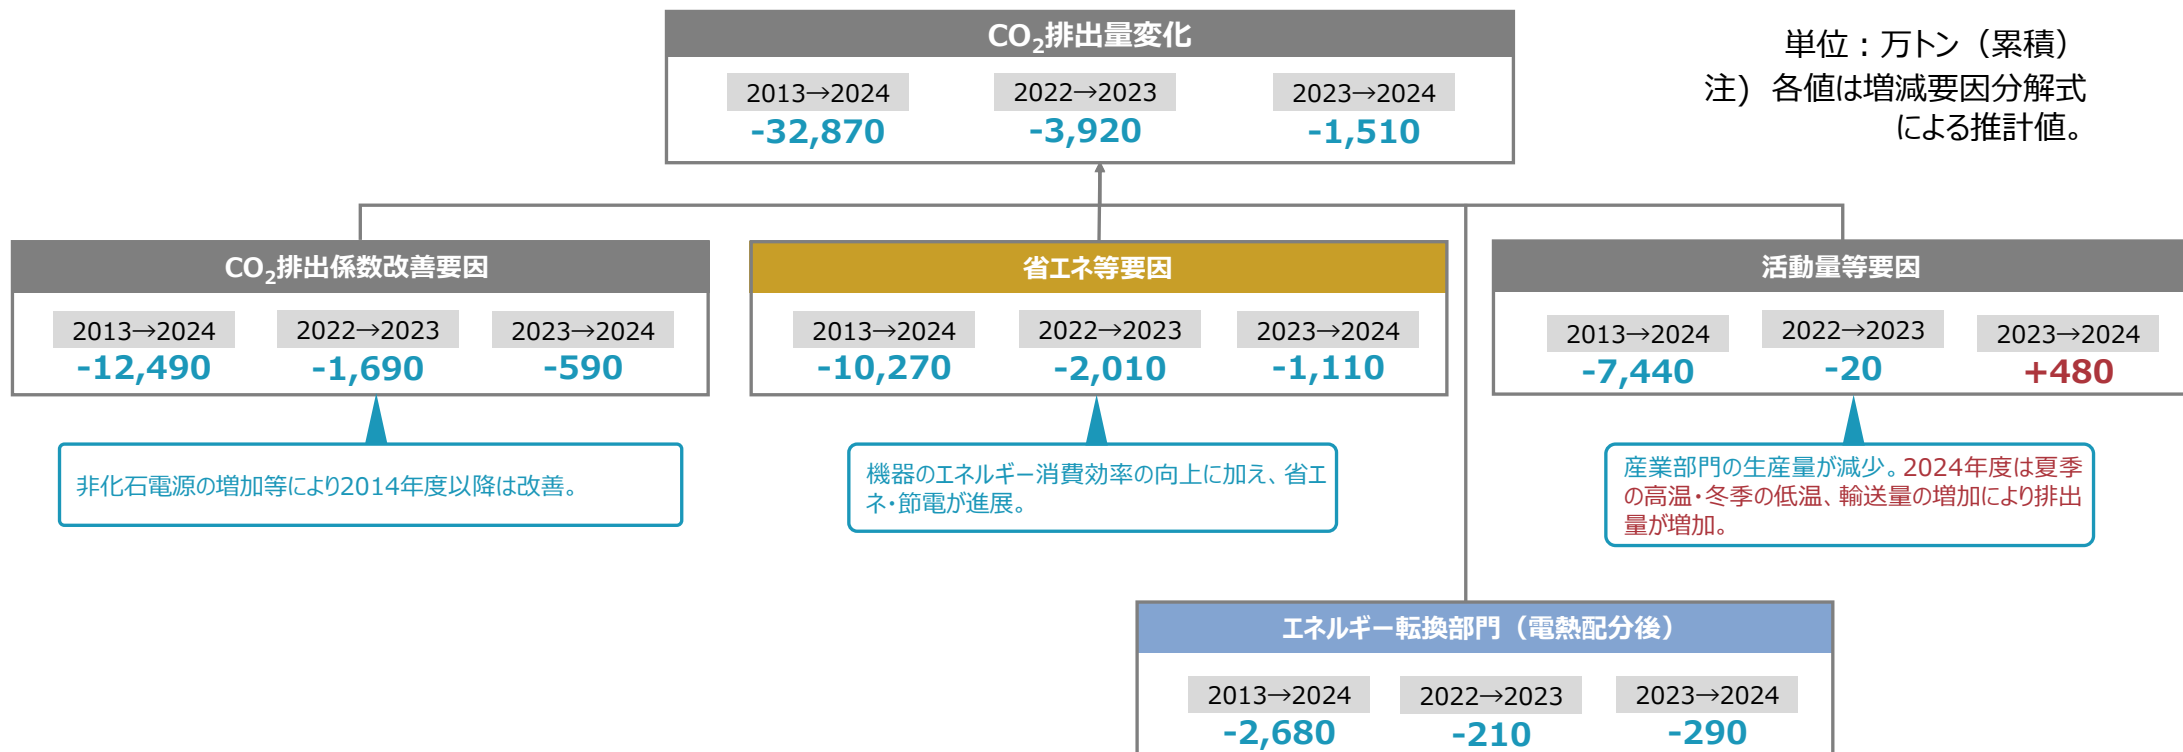 CO₂排出量変化
2013→2024 2022→2023 2023→2024
-32,870 -3,920 -1,510
単位：万トン（累積）
注）各値は増減要因分解式
による推計値。
CO₂排出係数改善要因
2013→2024 2022→2023 2023→2024
-12,490 -1,690 -590
非化石電源の増加等により2014年度以降は改善。
省エネ等要因
2013→2024 2022→2023 2023→2024
-10,270 -2,010 -1,110
機器のエネルギー消費効率の向上に加え、省エ
ネ・節電が進展。
活動量等要因
2013→2024 2022→2023 2023→2024
-7,440 -20 +480
産業部門の生産量が減少。2024年度は夏季
の高温・冬季の低温、輸送量の増加により排出
量が増加。
エネルギー転換部門（電熱配分後）
2013→2024 2022→2023 2023→2024
-2,680 -210 -290